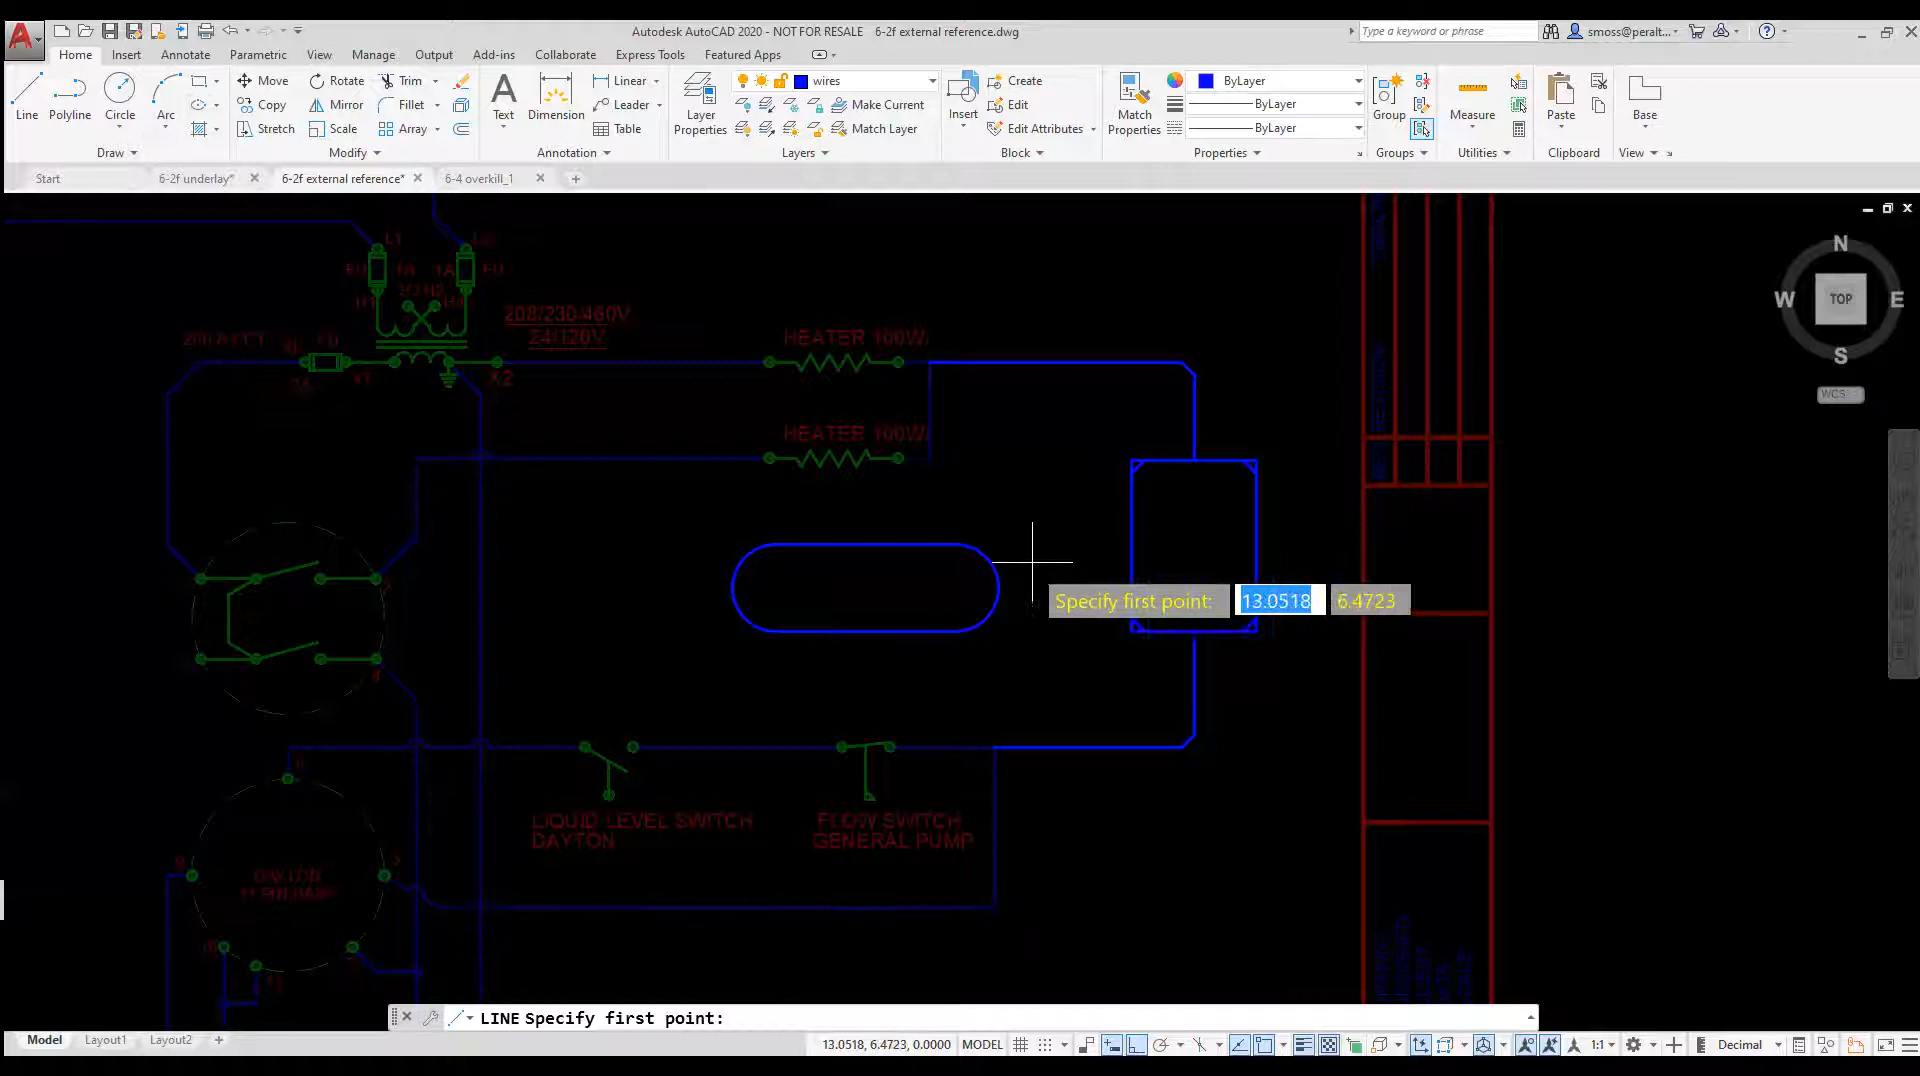 Autodesk AutoCAD 2020 - NOT FOR RESALE 6-2f external reference.dwg
Type a keyword or phrase
smoss@peralt...
Home Insert Annotate Parametric View Manage Output Add-ins Collaborate Express Tools Featured Apps
Line Polyline Circle Arc
Move Rotate Trim
Copy Mirror Fillet
Stretch Scale Array
Text Dimension
Linear
Leader
Table
Layer Properties
wires
Make Current
Match Layer
Insert
Create
Edit
Edit Attributes
Match Properties
ByLayer
ByLayer
ByLayer
Group
Measure
Paste
Base
Draw Modify Annotation Layers Block Properties Groups Utilities Clipboard View
Start 6-2f underlay* 6-2f external reference* 6-4 overkill_1
N
W TOP E
S
WCS
L1
208/230/460V
24/120V
X2
HEATER 100W
HEATER 100W
Specify first point: 13.0518 6.4723
LIQUID LEVEL SWITCH
DAYTON
FLOW SWITCH
GENERAL PUMP
LINE Specify first point:
Model Layout1 Layout2 +
13.0518, 6.4723, 0.0000 MODEL 1:1 Decimal